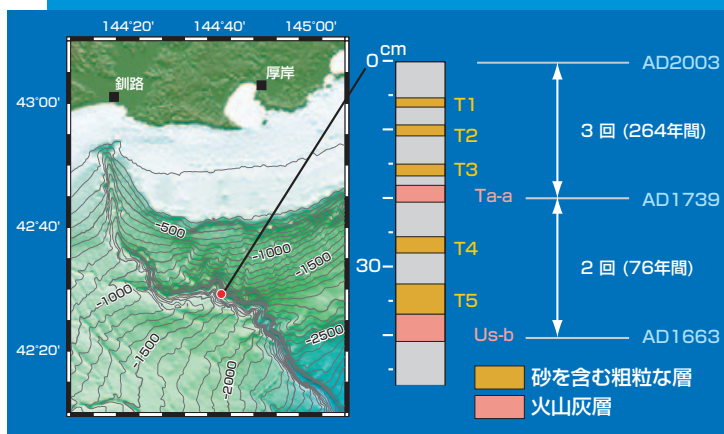 144°20' 144°40' 145°00'
43°00'
42°40'
42°20'
釧路
厚岸
-500
-1000
-1500
-2500
-1000
-1500
-2000
0 cm
30
T1
T2
T3
Ta-a
T4
T5
Us-b
AD2003
3 回 (264年間)
AD1739
2 回 (76年間)
AD1663
砂を含む粗粒な層
火山灰層